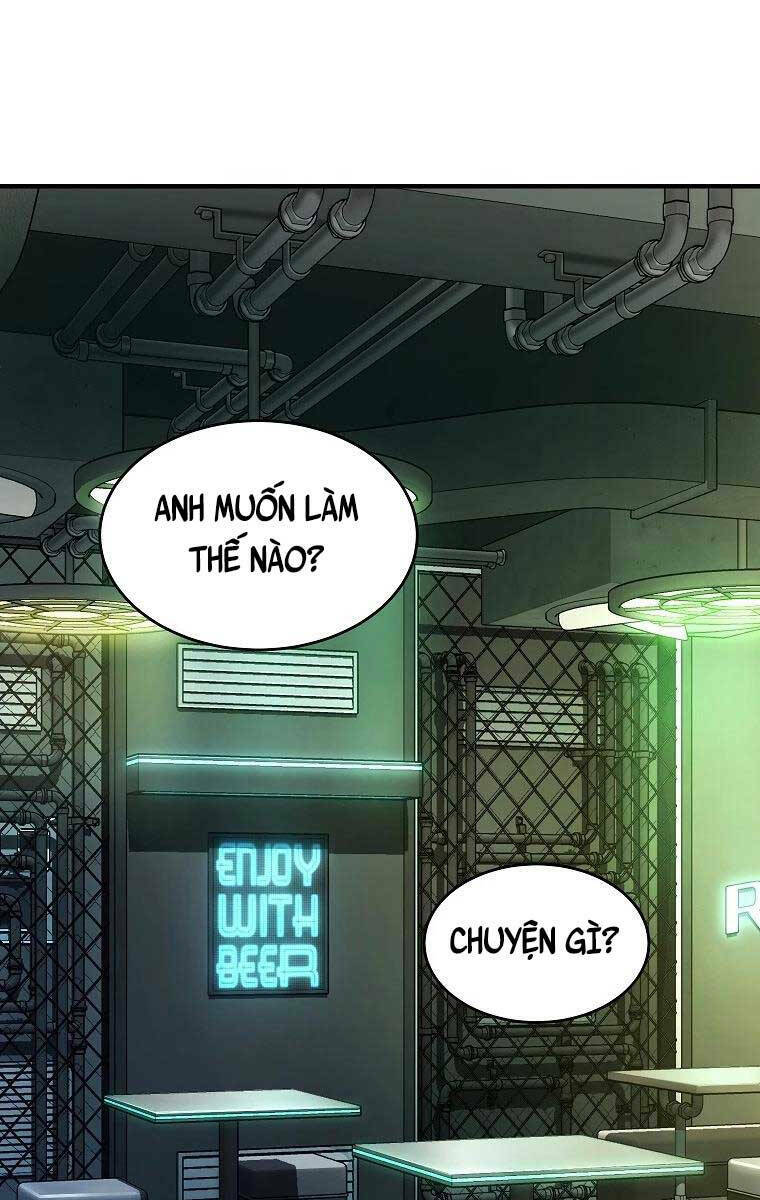 ANH MUỐN LÀM
THẾ NÀO?
ENJOY
WITH
BEER
CHUYỆN GÌ?
R